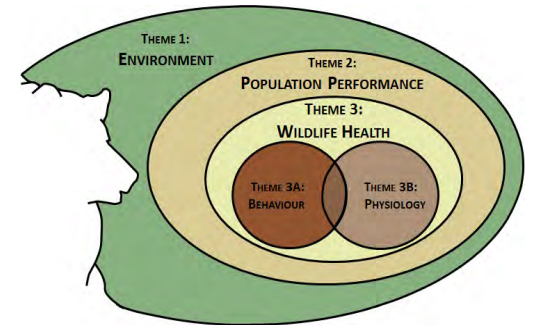 THEME 1:
ENVIRONMENT
THEME 2:
POPULATION PERFORMANCE
THEME 3:
WILDLIFE HEALTH
THEME 3A:
BEHAVIOUR
THEME 3B:
PHYSIOLOGY